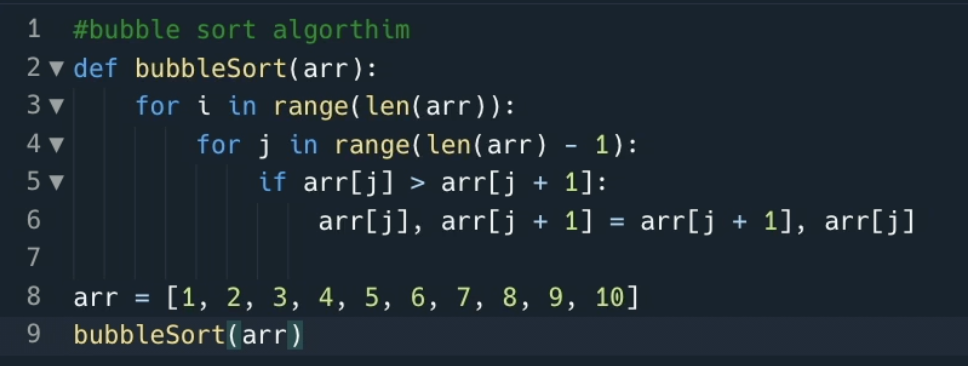 1 #bubble sort algorthim
2 def bubbleSort(arr):
3     for i in range(len(arr)):
4         for j in range(len(arr) - 1):
5             if arr[j] > arr[j + 1]:
6                 arr[j], arr[j + 1] = arr[j + 1], arr[j]
7
8 arr = [1, 2, 3, 4, 5, 6, 7, 8, 9, 10]
9 bubbleSort(arr)